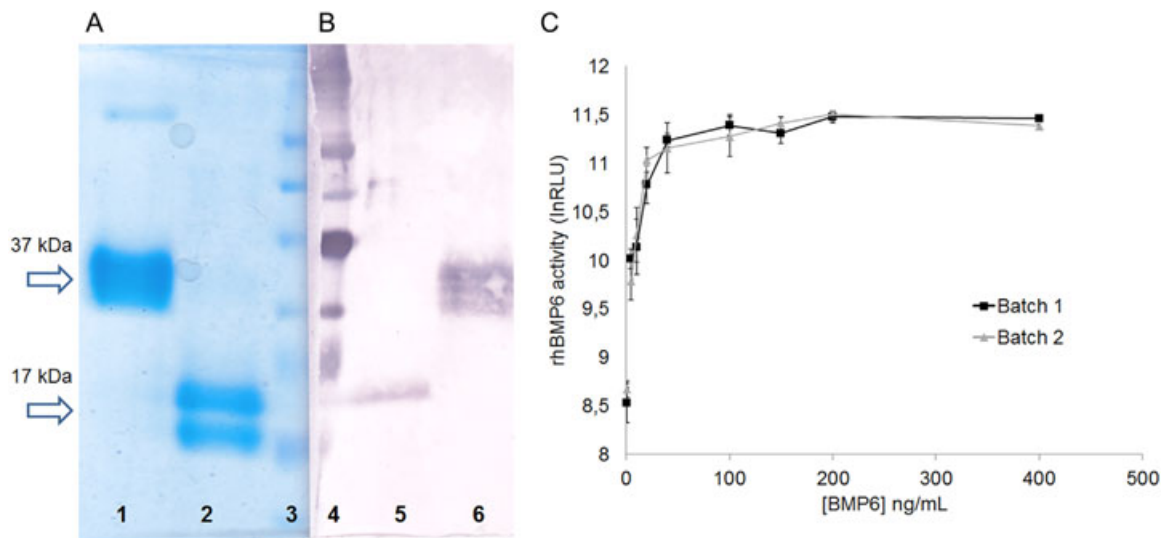 A
B
C
37 kDa
17 kDa
1
2
3
4
5
6
rhBMP6 activity (lnRLU)
12
11,5
11
10,5
10
9,5
9
8,5
8
0
100
200
300
400
500
[BMP6] ng/mL
Batch 1
Batch 2